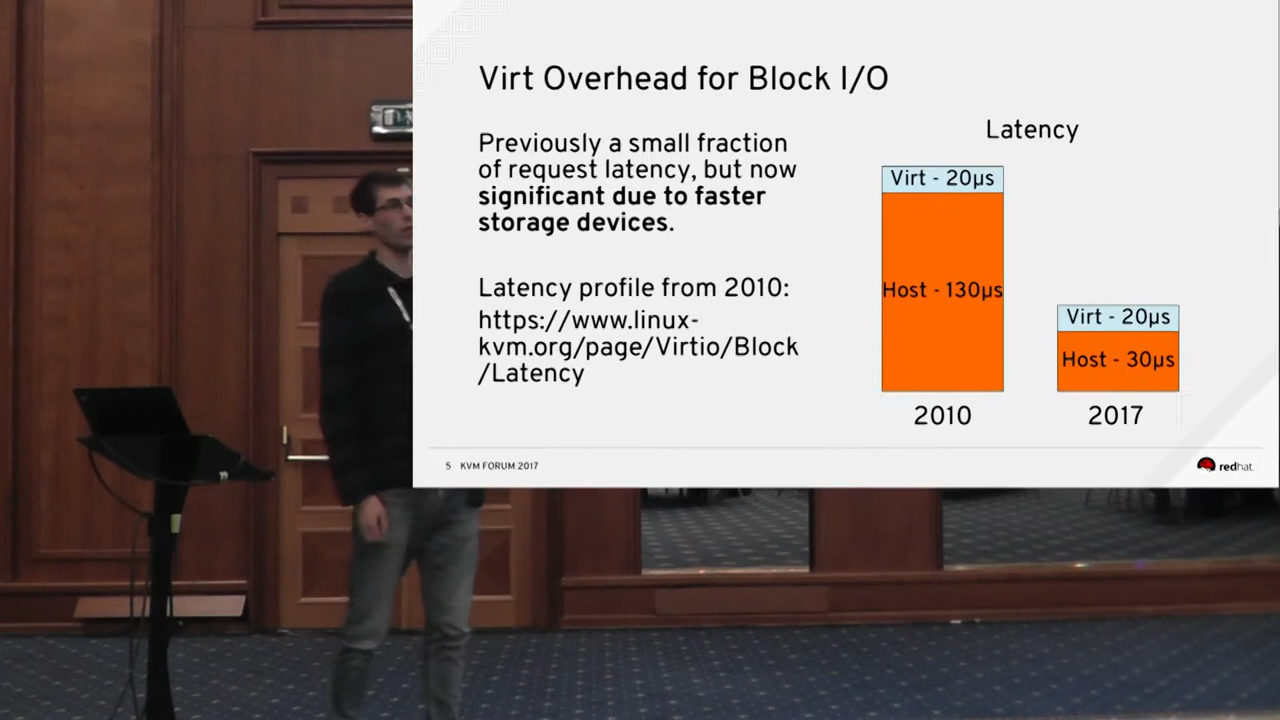 Virt Overhead for Block I/O
Previously a small fraction
of request latency, but now
significant due to faster
storage devices.
Latency profile from 2010:
https://www.linux-
kvm.org/page/Virtio/Block
/Latency
Latency
Virt - 20µs
Host - 130µs
2010
Virt - 20µs
Host - 30µs
2017
5 KVM FORUM 2017
redhat